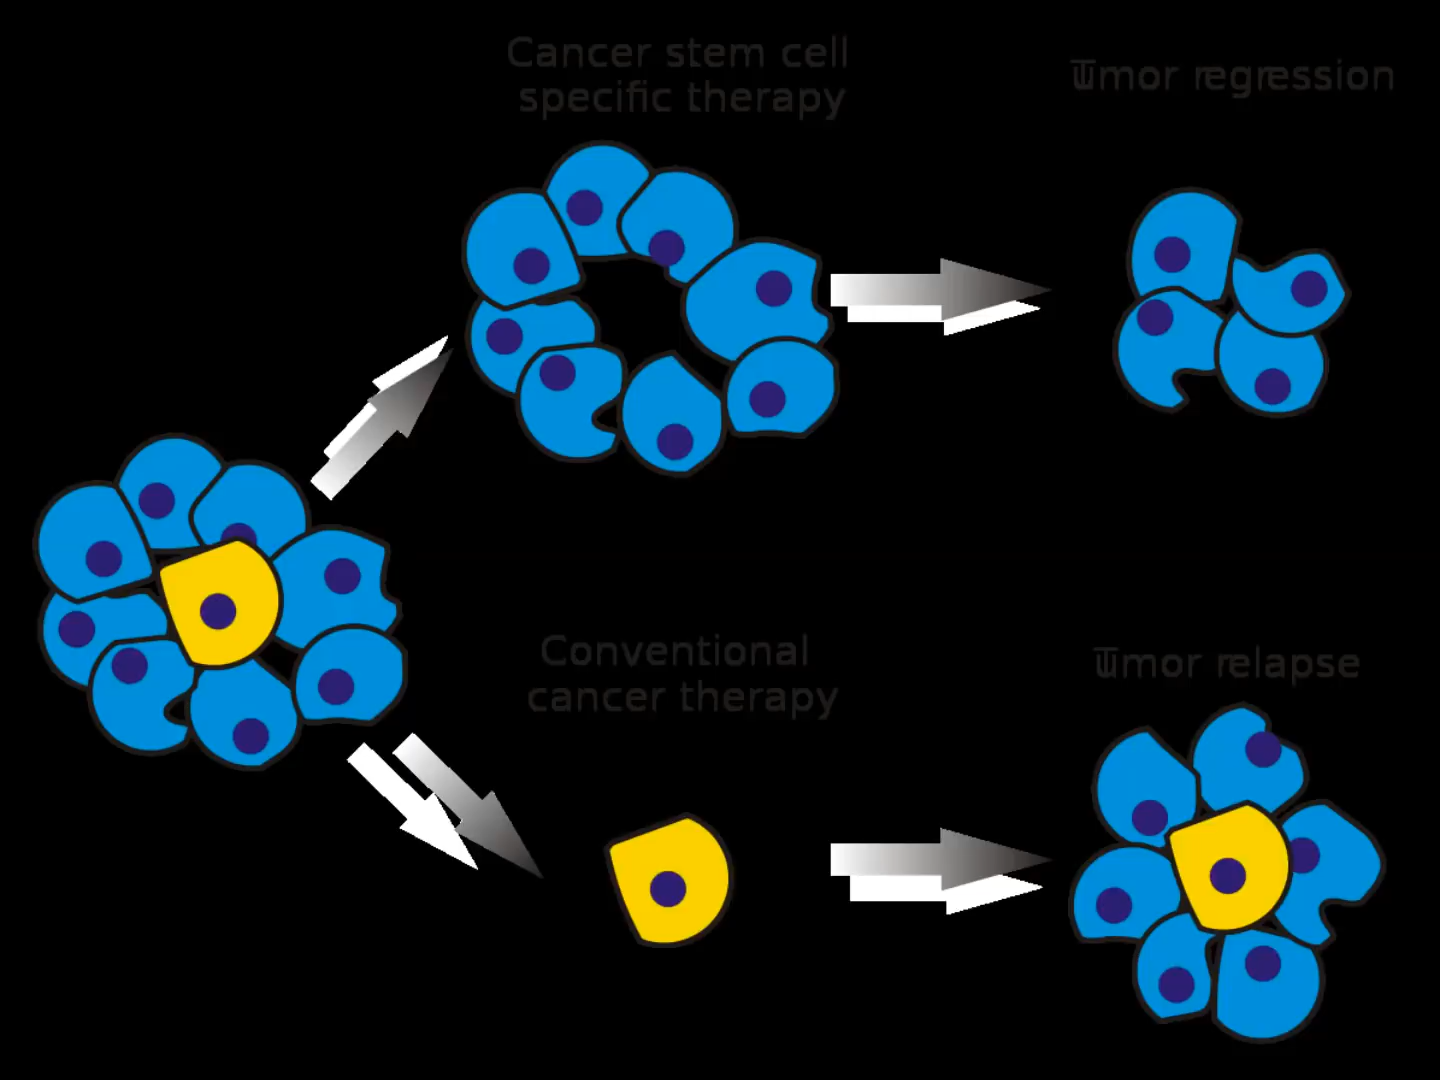 Cancer stem cell
specific therapy
Tumor regression
Conventional
cancer therapy
Tumor relapse